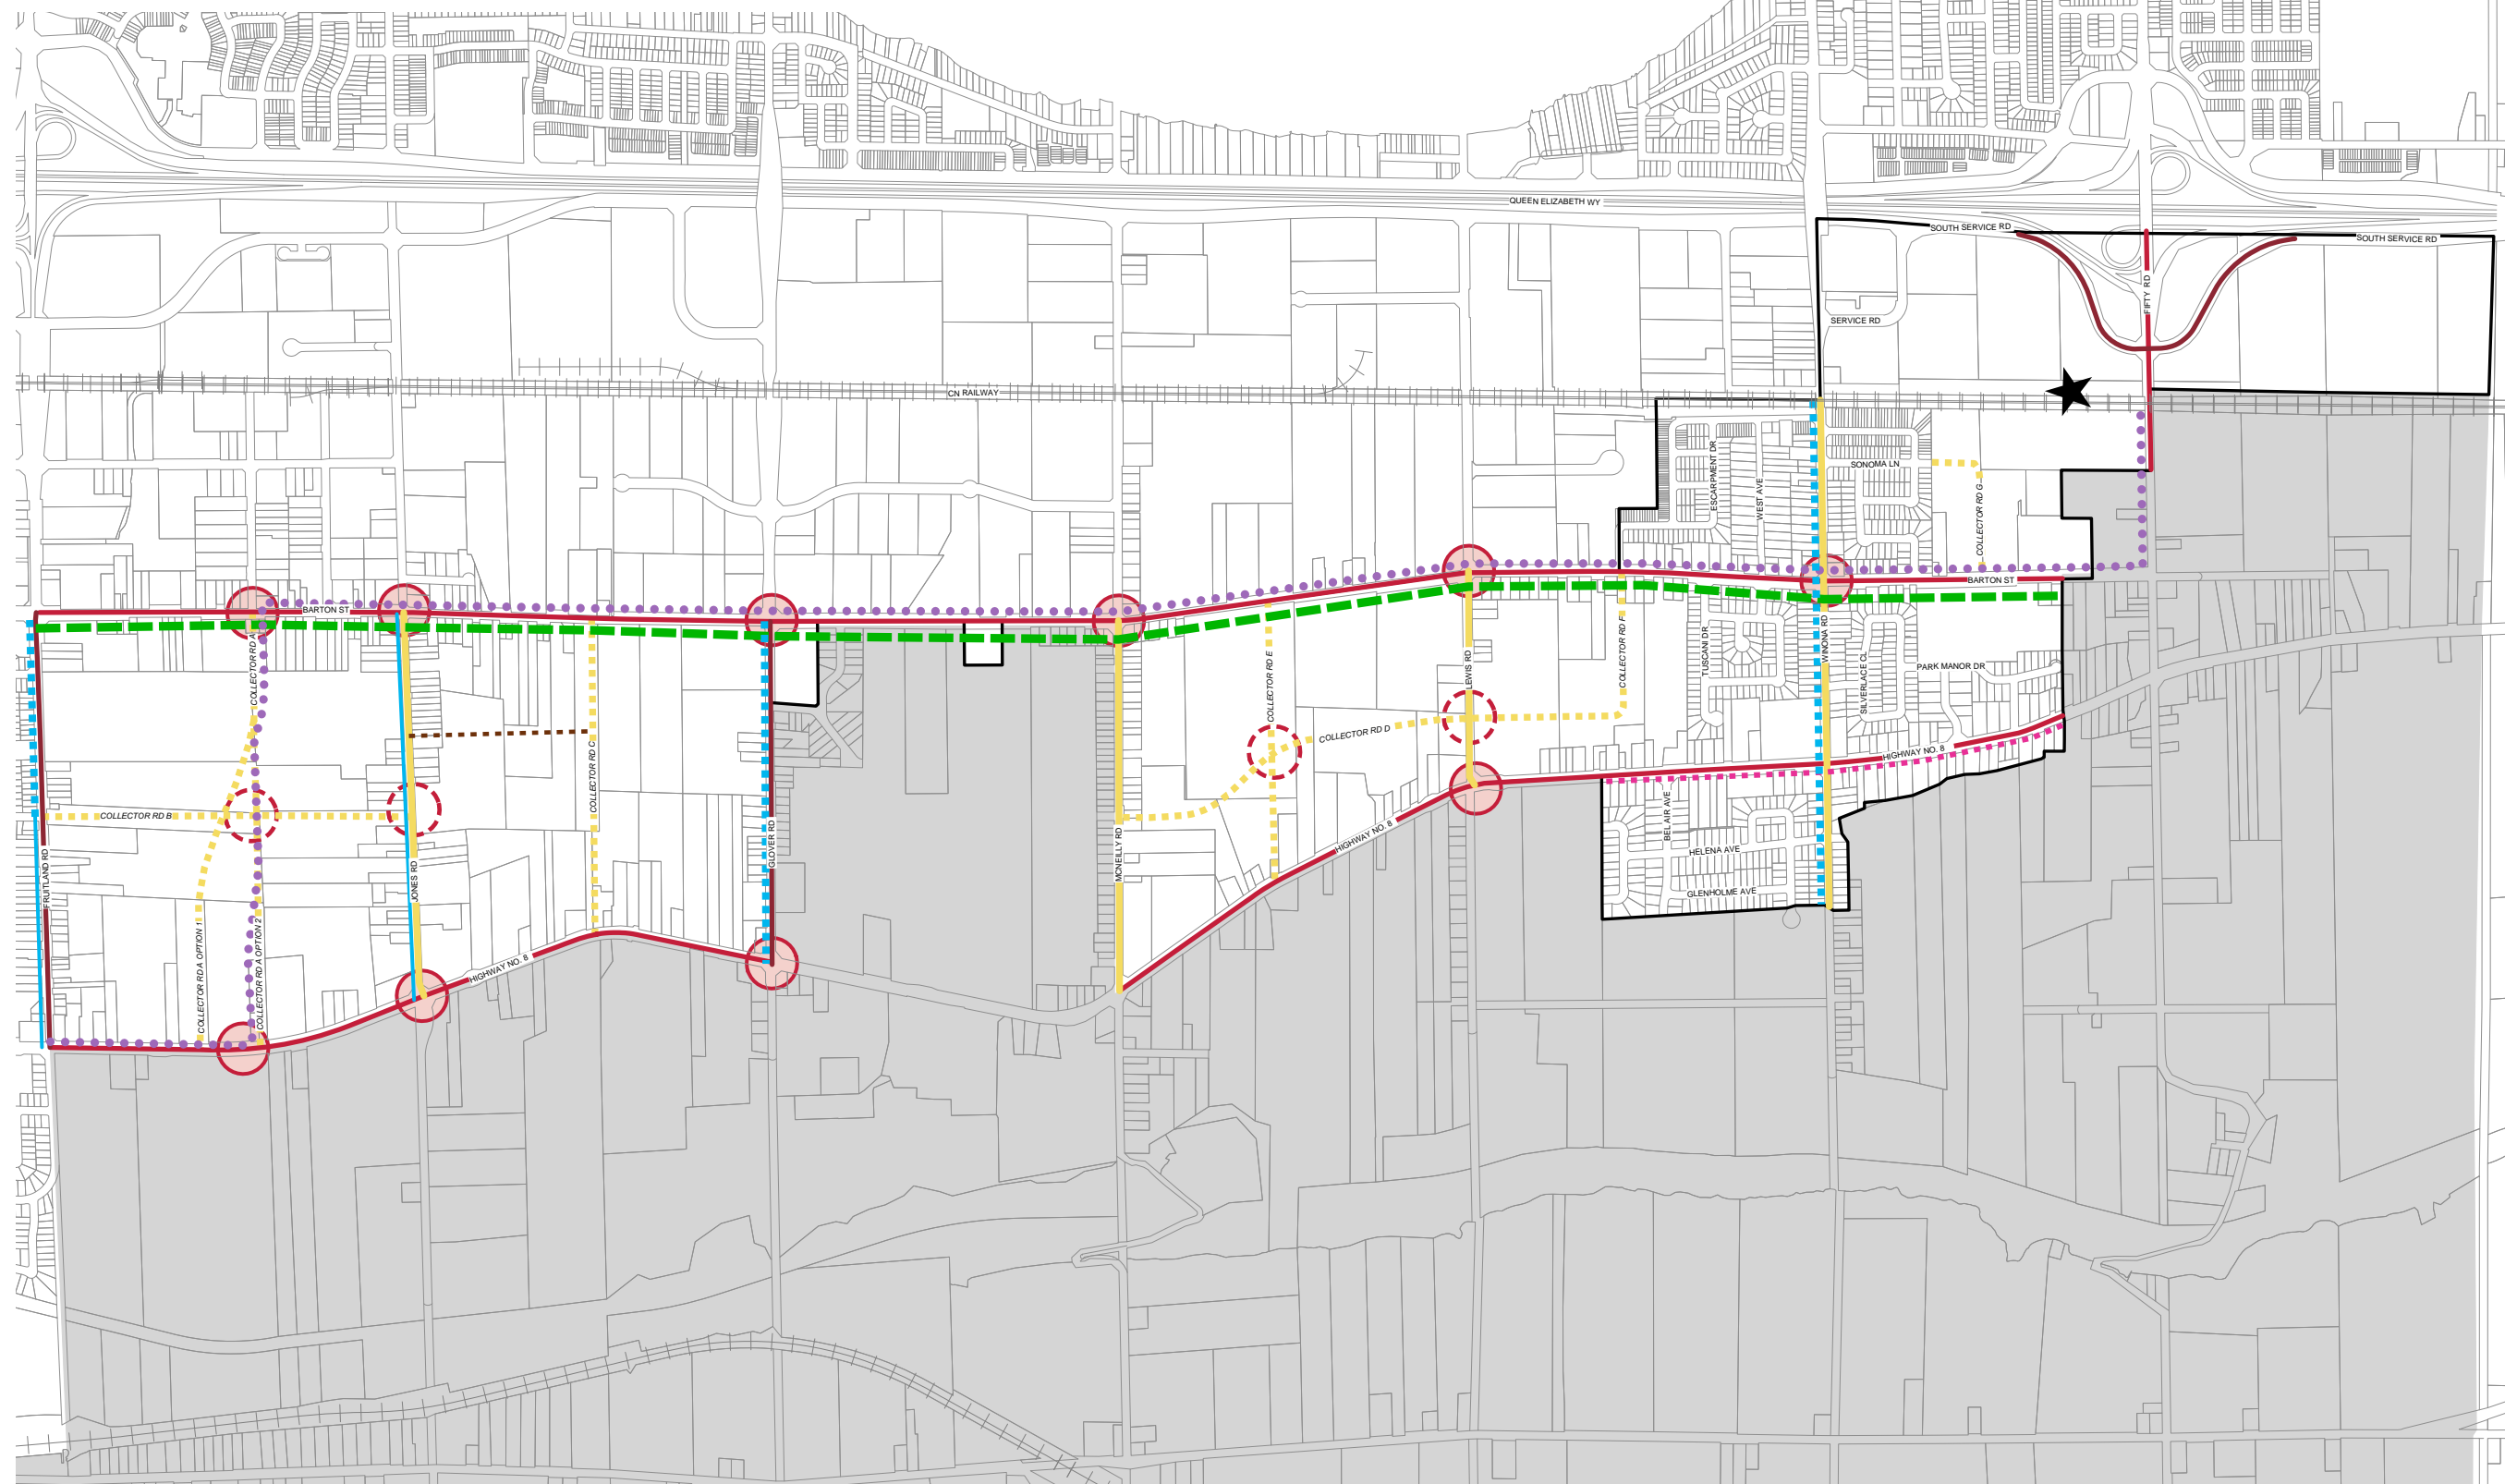 QUEEN ELIZABETH WY
SOUTH SERVICE RD
SOUTH SERVICE RD
FIFTY RD
SERVICE RD
CN RAILWAY
ESCARPMENT DR
WEST AVE
SONOMA LN
COLLECTOR RD G
BARTON ST
BARTON ST
COLLECTOR RD A
COLLECTOR RD E
LEWIS RD
COLLECTOR RD F
TUSCANI DR
WINONA RD
SILVERLACE CL
PARK MANOR DR
COLLECTOR RD D
HIGHWAY NO. 8
COLLECTOR RD C
COLLECTOR RD B
FRUITLAND RD
JONES RD
GLOVER RD
MCNEILLY RD
HIGHWAY NO. 8
BEL AIR AVE
HELENA AVE
GLENHOLME AVE
COLLECTOR RD A OPTION 1
COLLECTOR RD A OPTION 2
HIGHWAY NO. 8